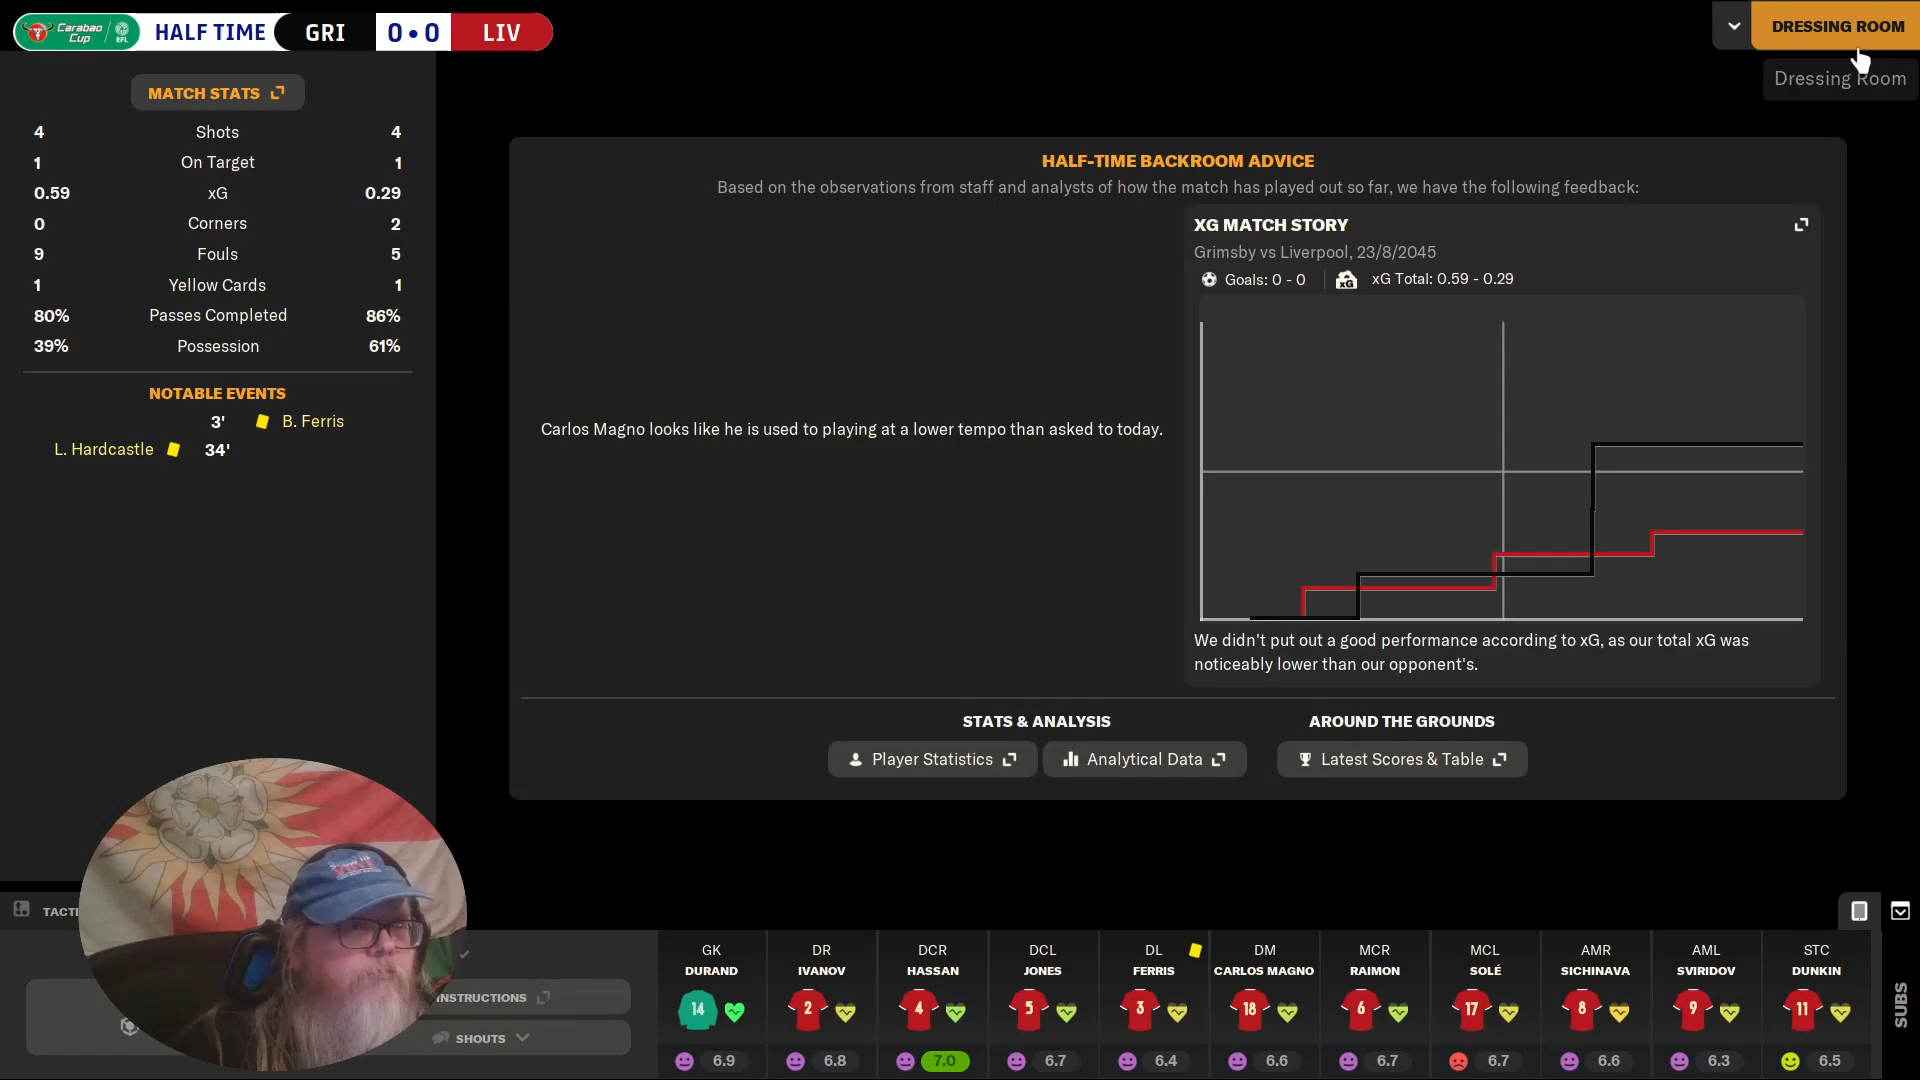 Carabao Cup EFL HALF TIME GRI 0 • 0 LIV
DRESSING ROOM
Dressing Room
MATCH STATS
4 Shots 4
1 On Target 1
0.59 xG 0.29
0 Corners 2
9 Fouls 5
1 Yellow Cards 1
80% Passes Completed 86%
39% Possession 61%
NOTABLE EVENTS
3' B. Ferris
L. Hardcastle 34'
HALF-TIME BACKROOM ADVICE
Based on the observations from staff and analysts of how the match has played out so far, we have the following feedback:
Carlos Magno looks like he is used to playing at a lower tempo than asked to today.
XG MATCH STORY
Grimsby vs Liverpool, 23/8/2045
Goals: 0 - 0 xG xG Total: 0.59 - 0.29
We didn't put out a good performance according to xG, as our total xG was
noticeably lower than our opponent's.
STATS & ANALYSIS
Player Statistics
Analytical Data
AROUND THE GROUNDS
Latest Scores & Table
TACTI
INSTRUCTIONS
SHOUTS
GK DR DCR DCL DL DM MCR MCL AMR AML STC
DURAND IVANOV HASSAN JONES FERRIS CARLOS MAGNO RAIMON SOLÉ SICHINAVA SVIRIDOV DUNKIN
14 2 4 5 3 18 6 17 8 9 11
6.9 6.8 7.0 6.7 6.4 6.6 6.7 6.7 6.6 6.3 6.5
SUBS